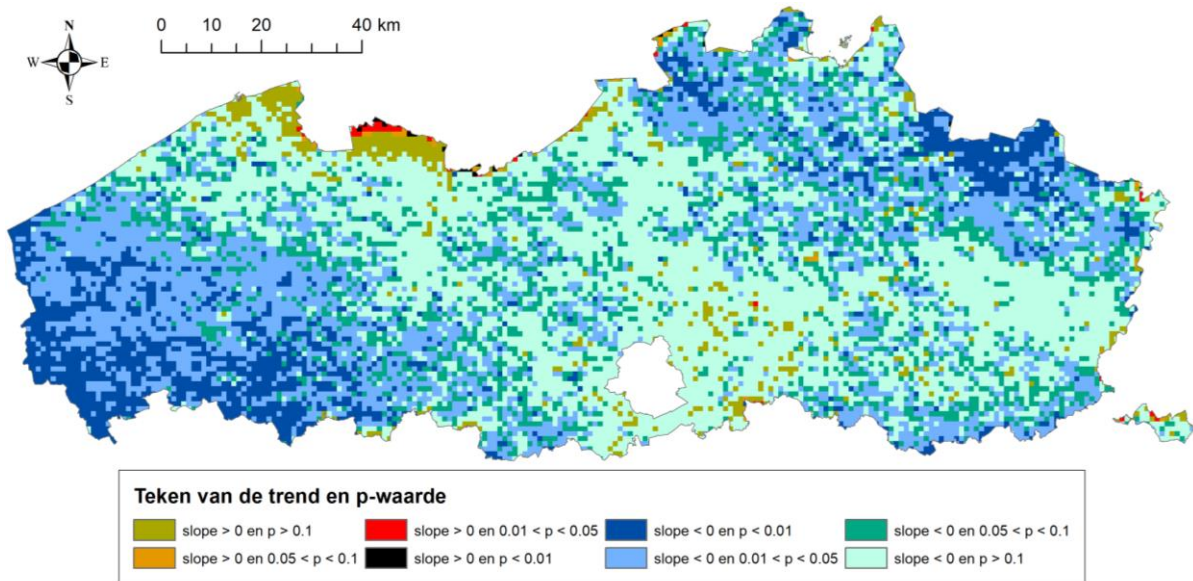 N
W E
S
0 20 40 km
Teken van de trend en p-waarde
slope > 0 en p > 0.1
slope > 0 en 0.01 < p < 0.05
slope < 0 en p < 0.01
slope < 0 en 0.05 < p < 0.1
slope > 0 en 0.05 < p < 0.1
slope > 0 en p < 0.01
slope < 0 en 0.01 < p < 0.05
slope < 0 en p > 0.1